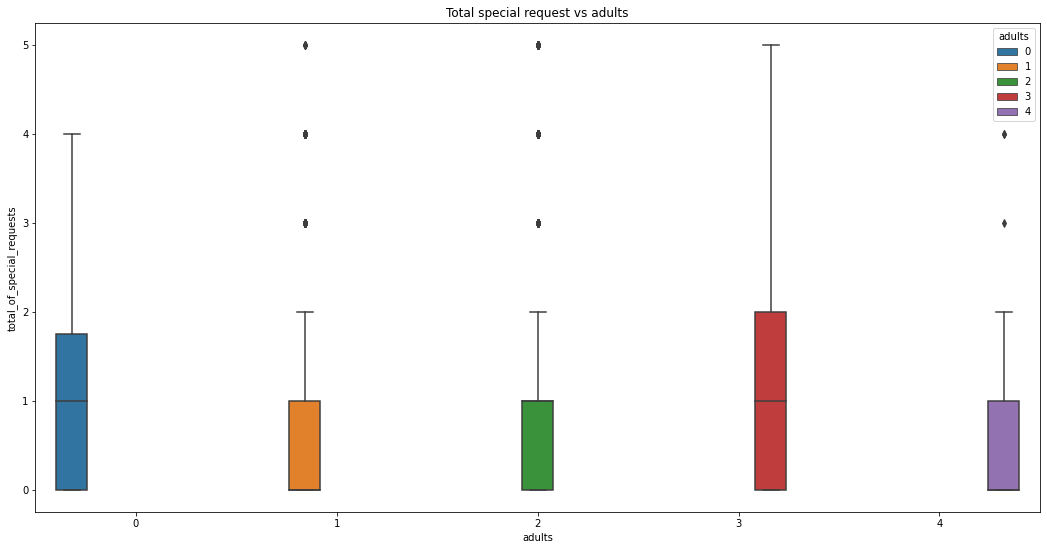 Total special request vs adults
adults
0
1
2
3
4
5
4
3
2
1
0
total_of_special_requests
0 1 2 3 4
adults